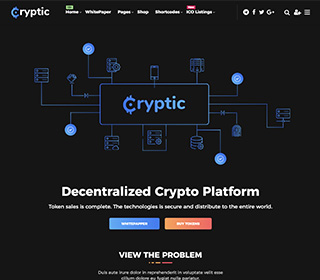 Cryptic
Home
WhitePaper
Pages
Shop
Shortcodes
ICO Listings
Cryptic
Decentralized Crypto Platform
Token sales is complete. The technologies is secure and distribute to the entire world.
WHITEPAPER
BUY TOKENS
VIEW THE PROBLEM
Duis aute irure dolor in reprehenderit in voluptate velit esse
cillum dolore eu fugiat nulla pariatur.